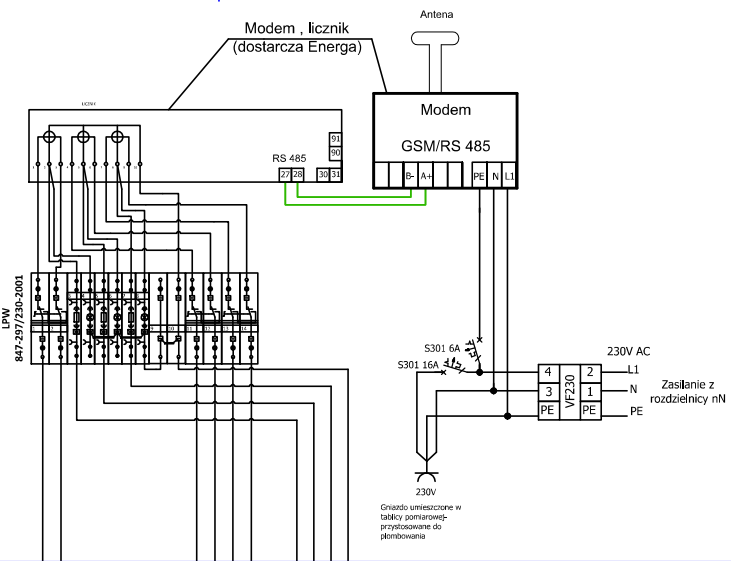 Antena
Modem , licznik
(dostarcza Energa)
Modem
GSM/RS 485
B- A+ PE N L1
91
90
RS 485
27 28 30 31
LPW
847-297/230-2001
S301 6A
S301 16A
230V AC
4 2 L1
3 1 N
PE PE PE
VF230
Zasilanie z
rozdzielnicy nN
230V
Gniazdo umieszczone w
tablicy pomiarowej-
przystosowane do
plombowania